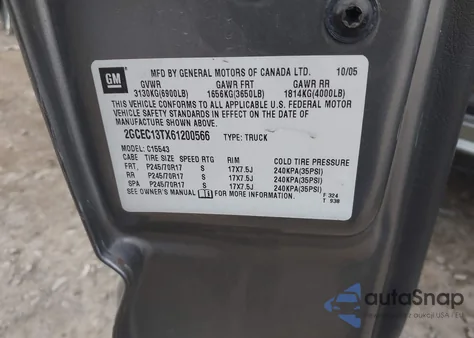 GM
MFD BY GENERAL MOTORS OF CANADA LTD. 10/05
GVWR GAWR FRT GAWR RR
3130KG(6900LB) 1656KG(3650LB) 1814KG(4000LB)
THIS VEHICLE CONFORMS TO ALL APPLICABLE U.S. FEDERAL MOTOR
VEHICLE SAFETY STANDARDS IN EFFECT ON THE DATE OF
MANUFACTURE SHOWN ABOVE.
2GCEC13TX61200566 TYPE: TRUCK
MODEL: C15543
CABE TIRE SIZE SPEED RTG RIM COLD TIRE PRESSURE
FRT, P245/70R17 S 17X7.5J 240KPA(35PSI)
RR P245/70R17 S 17X7.5J 240KPA(35PSI)
SPA P245/70R17 S 17X7.5J 240KPA(35PSI)
SEE OWNER'S MANUAL FOR MORE INFORMATION.
F 324
T 938
autoSnap